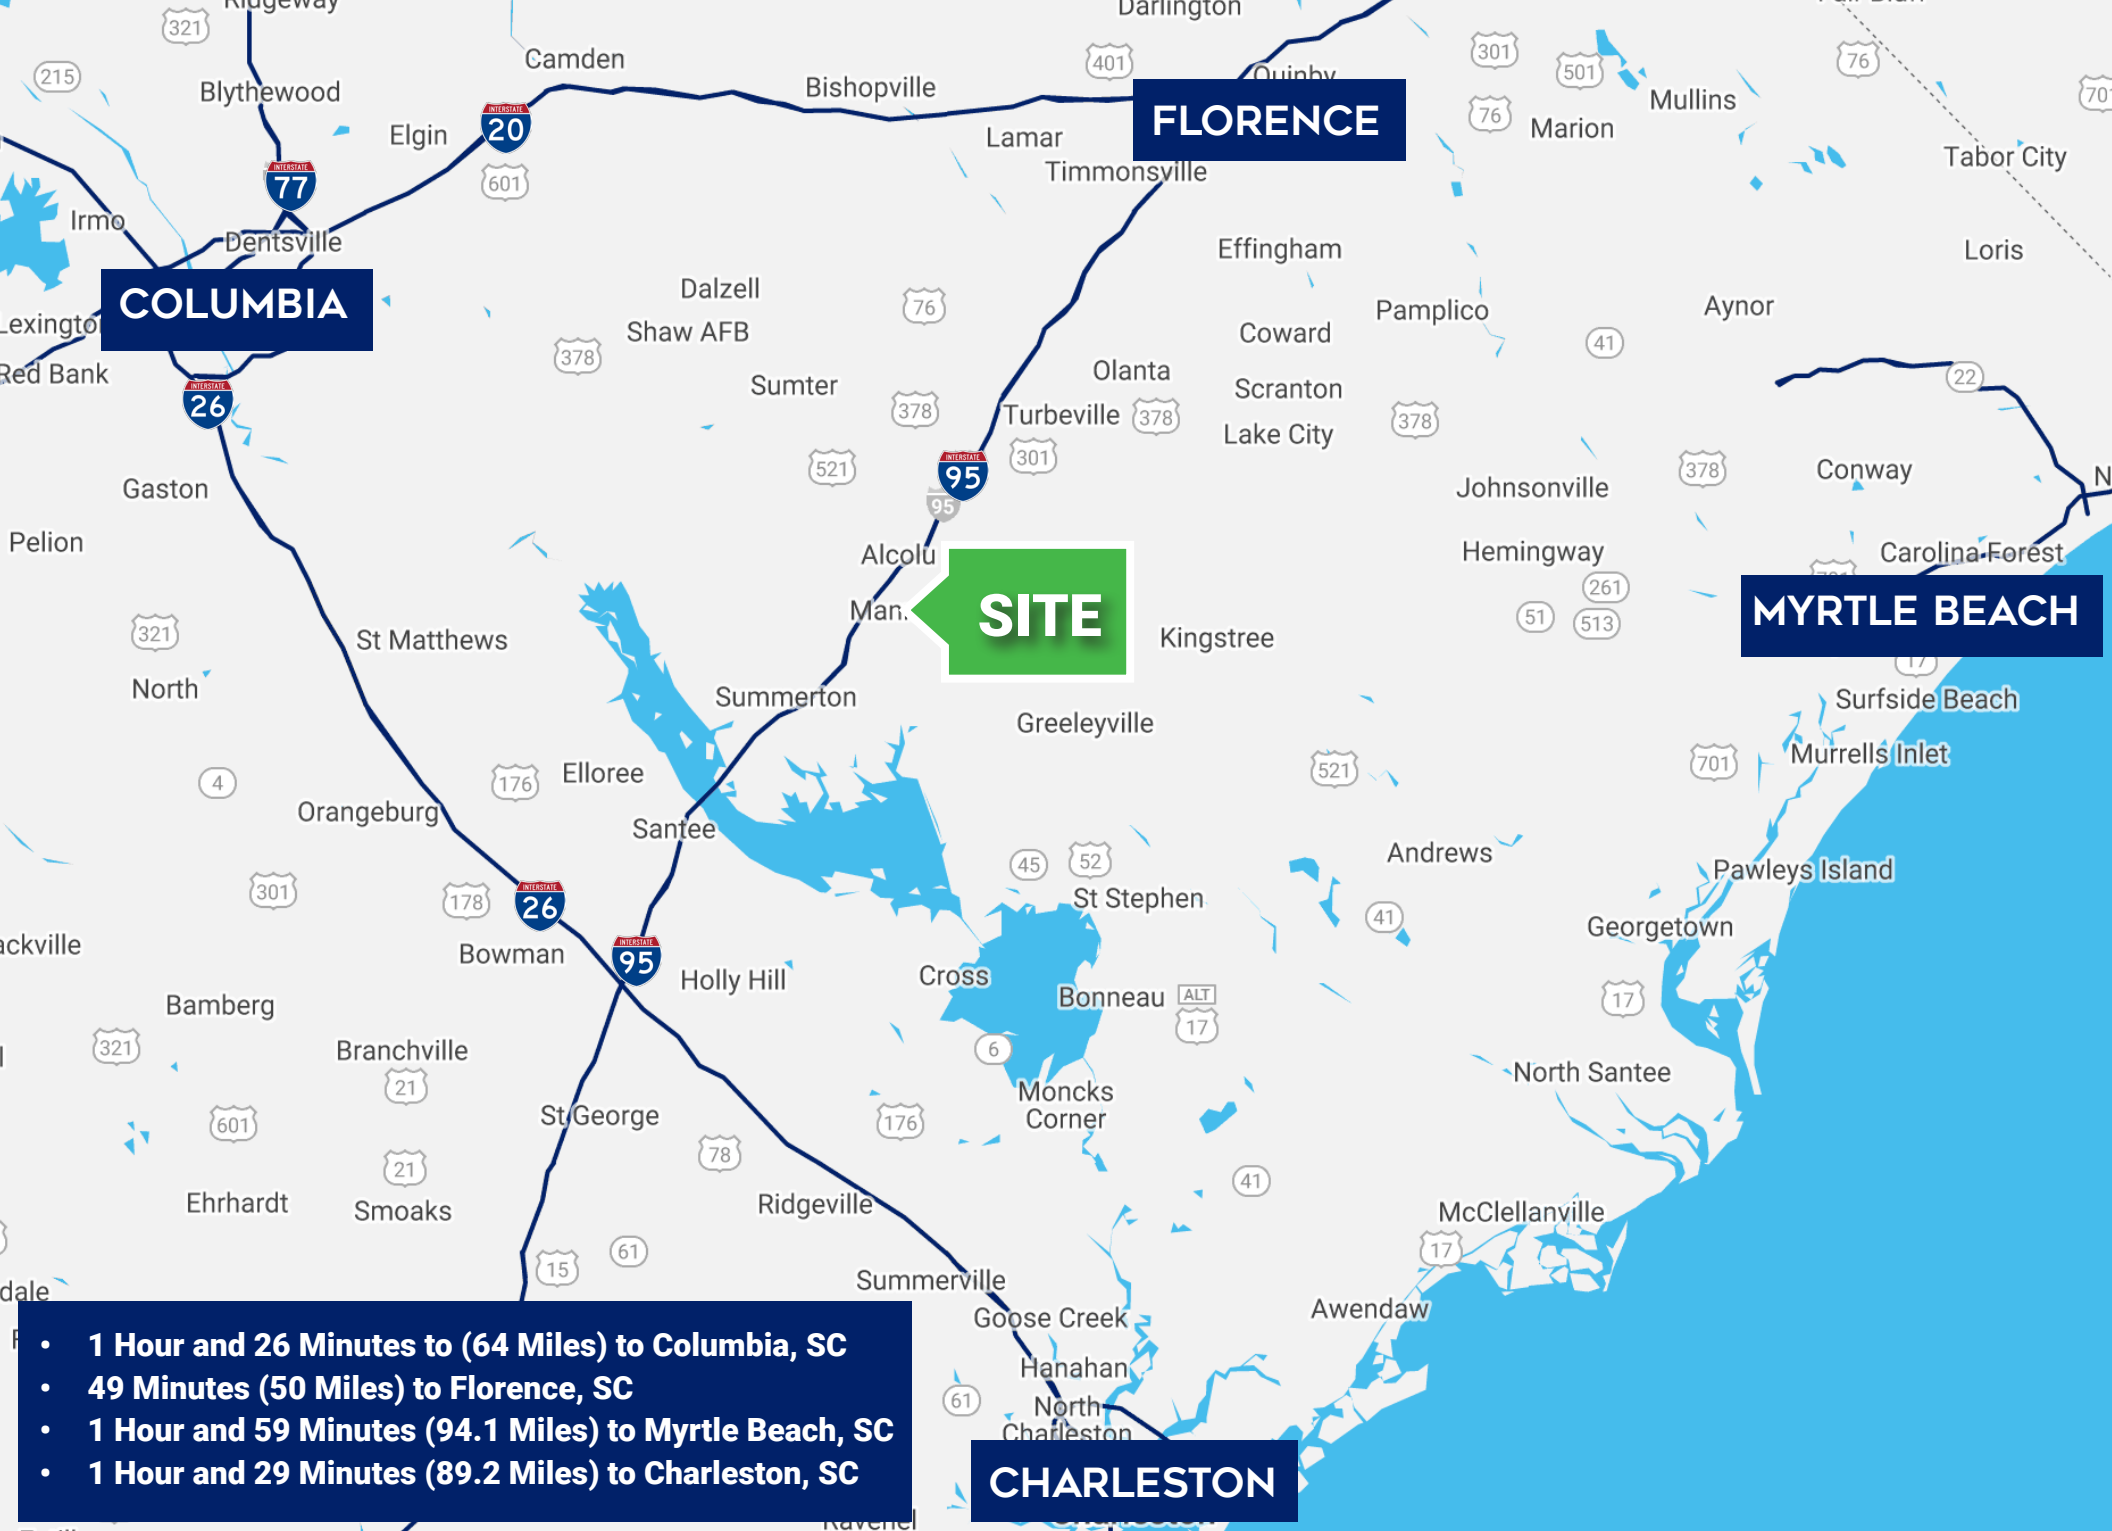 Darlington
321
Camden
401
301
76
215
Blythewood
Bishopville
Quinby
501
Mullins
701
INTERSTATE
20
FLORENCE
76
Marion
Elgin
Lamar
Tabor City
INTERSTATE
77
601
Timmonsville
Irmo
Dentsville
Effingham
Loris
COLUMBIA
Dalzell
76
Pamplico
Aynor
Shaw AFB
Coward
378
41
Red Bank
Olanta
22
Sumter
Scranton
INTERSTATE
26
378
Turbeville
378
Lake City
378
521
INTERSTATE
95
301
378
Conway
Gaston
95
Johnsonville
Pelion
Alcolu
Hemingway
Carolina Forest
SITE
261
MYRTLE BEACH
321
St Matthews
Kingstree
51
513
17
North
Summerton
Surfside Beach
Greeleyville
4
176
Elloree
521
701
Murrells Inlet
Orangeburg
Santee
Andrews
45
52
Pawleys Island
301
178
INTERSTATE
26
St Stephen
41
Georgetown
Bowman
INTERSTATE
95
Holly Hill
Cross
Bonneau
ALT
17
17
Bamberg
321
Branchville
6
21
Moncks
Corner
North Santee
601
St George
176
78
21
41
Ehrhardt
Smoaks
Ridgeville
McClellanville
61
15
17
Summerville
Goose Creek
Awendaw
Hanahan
61
North
Charleston
CHARLESTON
• 1 Hour and 26 Minutes to (64 Miles) to Columbia, SC
• 49 Minutes (50 Miles) to Florence, SC
• 1 Hour and 59 Minutes (94.1 Miles) to Myrtle Beach, SC
• 1 Hour and 29 Minutes (89.2 Miles) to Charleston, SC